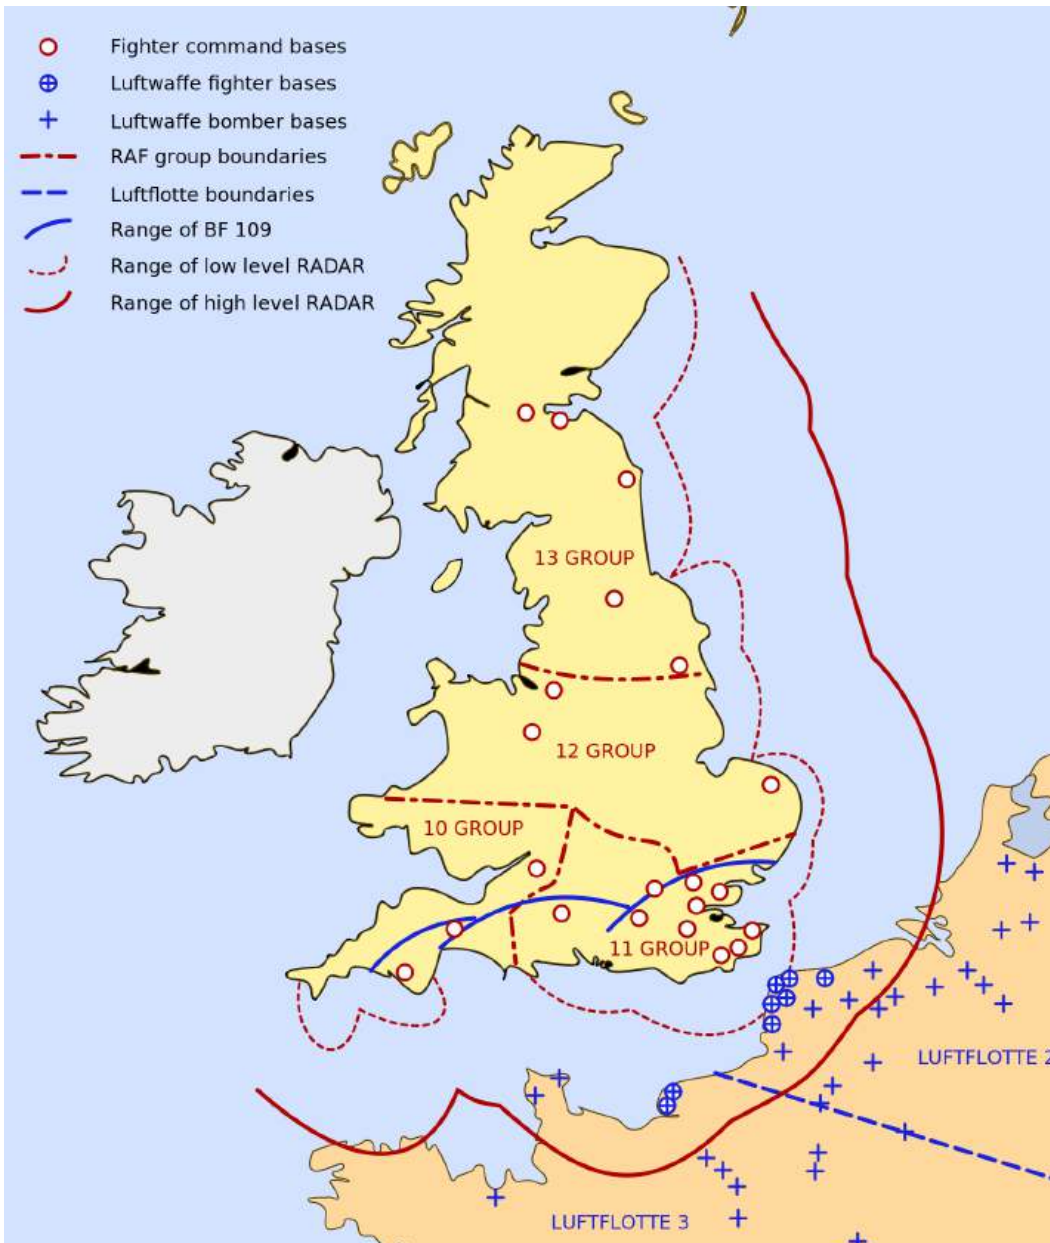 Fighter command bases
Luftwaffe fighter bases
Luftwaffe bomber bases
RAF group boundaries
Luftflotte boundaries
Range of BF 109
Range of low level RADAR
Range of high level RADAR
13 GROUP
12 GROUP
10 GROUP
11 GROUP
LUFTFLOTTE 2
LUFTFLOTTE 3